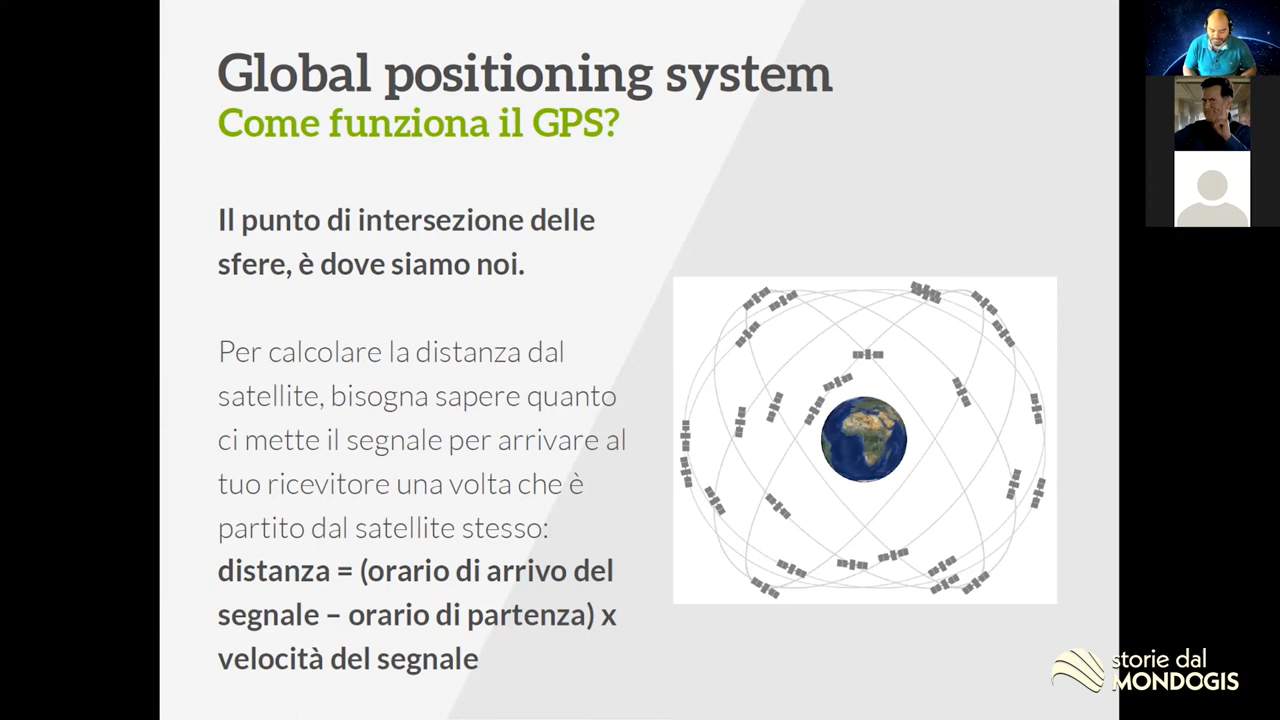 Global positioning system
Come funziona il GPS?
Il punto di intersezione delle
sfere, è dove siamo noi.
Per calcolare la distanza dal
satellite, bisogna sapere quanto
ci mette il segnale per arrivare al
tuo ricevitore una volta che è
partito dal satellite stesso:
distanza = (orario di arrivo del
segnale – orario di partenza) x
velocità del segnale
storie dal
MONDOGIS